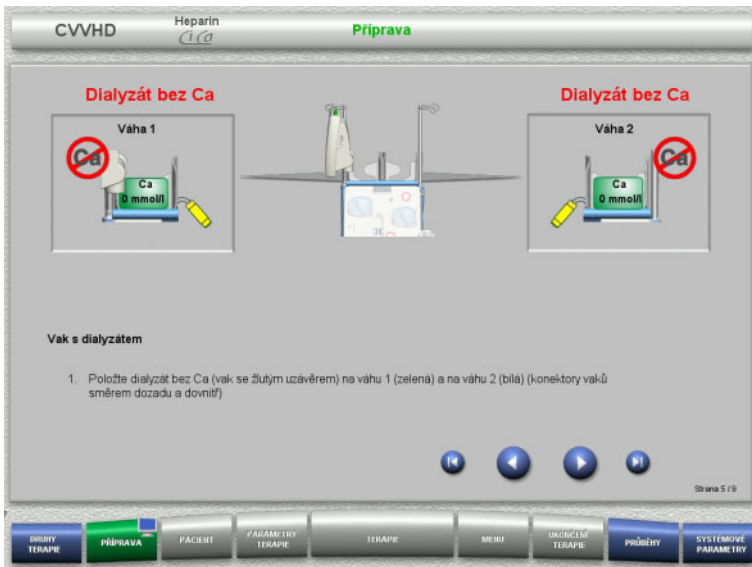 CVVHD
Heparin
CiCa
Příprava
Dialyzát bez Ca
Dialyzát bez Ca
Váha 1
Váha 2
Ca
Ca
Ca
0 mmol/l
Ca
0 mmol/l
Vak s dialyzátem
1. Položte dialyzát bez Ca (vak se žlutým uzávěrem) na váhu 1 (zelená) a na váhu 2 (bílá) (konektory vaků
směrem dozadu a dovnitř)
Strana 5 / 9
DRUHY
TERAPIE
PŘÍPRAVA
PACIENT
PARAMETRY
TERAPIE
TERAPIE
MENU
UKONČENÍ
TERAPIE
PRŮBĚHY
SYSTÉMOVÉ
PARAMETRY